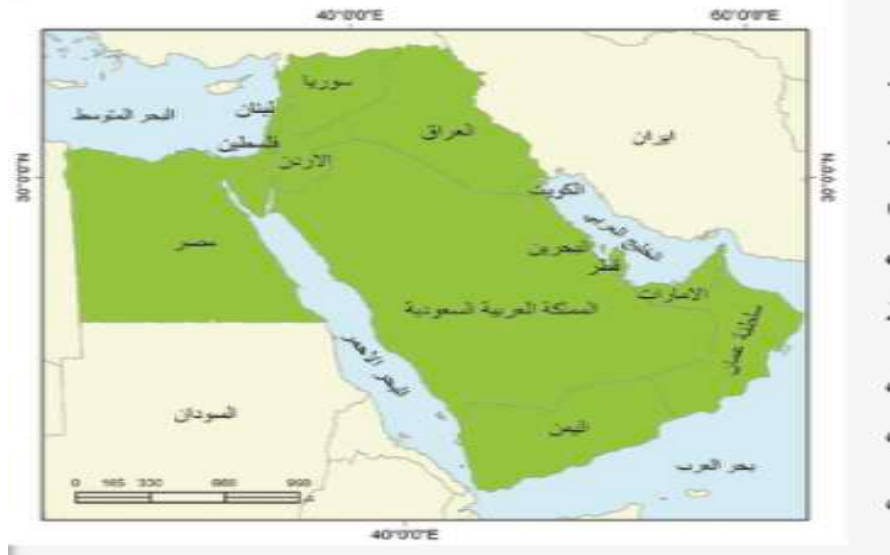 40°0'0"E 60°0'0"E
سوريا
لبنان
البحر المتوسط
العراق
ايران
فلسطين
الاردن
30°0'0"N 30°0'0"N
الكويت
الخليج العربي
مصر
البحرين
قطر
الامارات
المملكة العربية السعودية
سلطنة عمان
البحر الأحمر
السودان
اليمن
بحر العرب
0 165 330 660 990
كم
40°0'0"E